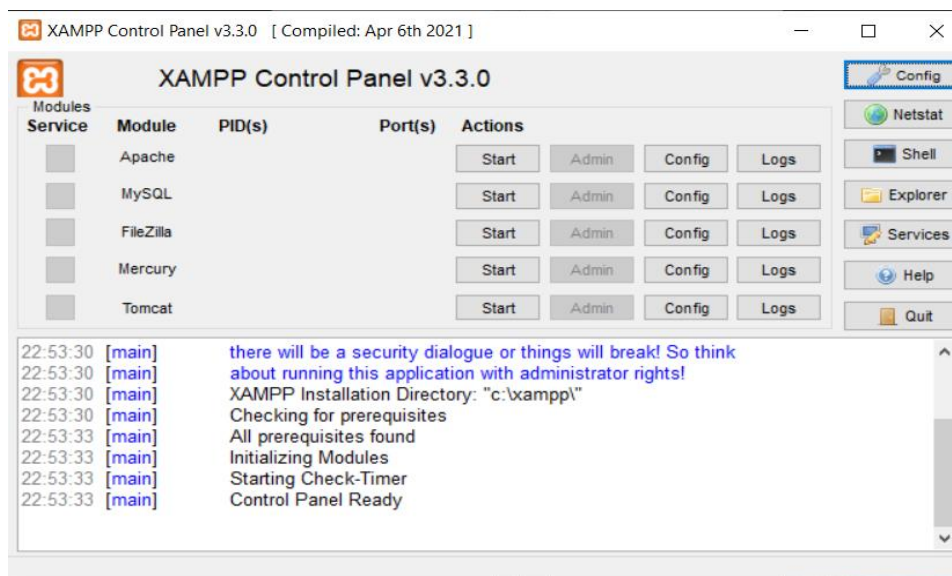 XAMPP Control Panel v3.3.0 [ Compiled: Apr 6th 2021 ]
XAMPP Control Panel v3.3.0
Config
Modules
Service Module PID(s) Port(s) Actions
Netstat
Apache Start Admin Config Logs
Shell
MySQL Start Admin Config Logs
Explorer
FileZilla Start Admin Config Logs
Services
Mercury Start Admin Config Logs
Help
Tomcat Start Admin Config Logs
Quit
22:53:30 [main] there will be a security dialogue or things will break! So think
22:53:30 [main] about running this application with administrator rights!
22:53:30 [main] XAMPP Installation Directory: "c:\xampp\"
22:53:30 [main] Checking for prerequisites
22:53:33 [main] All prerequisites found
22:53:33 [main] Initializing Modules
22:53:33 [main] Starting Check-Timer
22:53:33 [main] Control Panel Ready